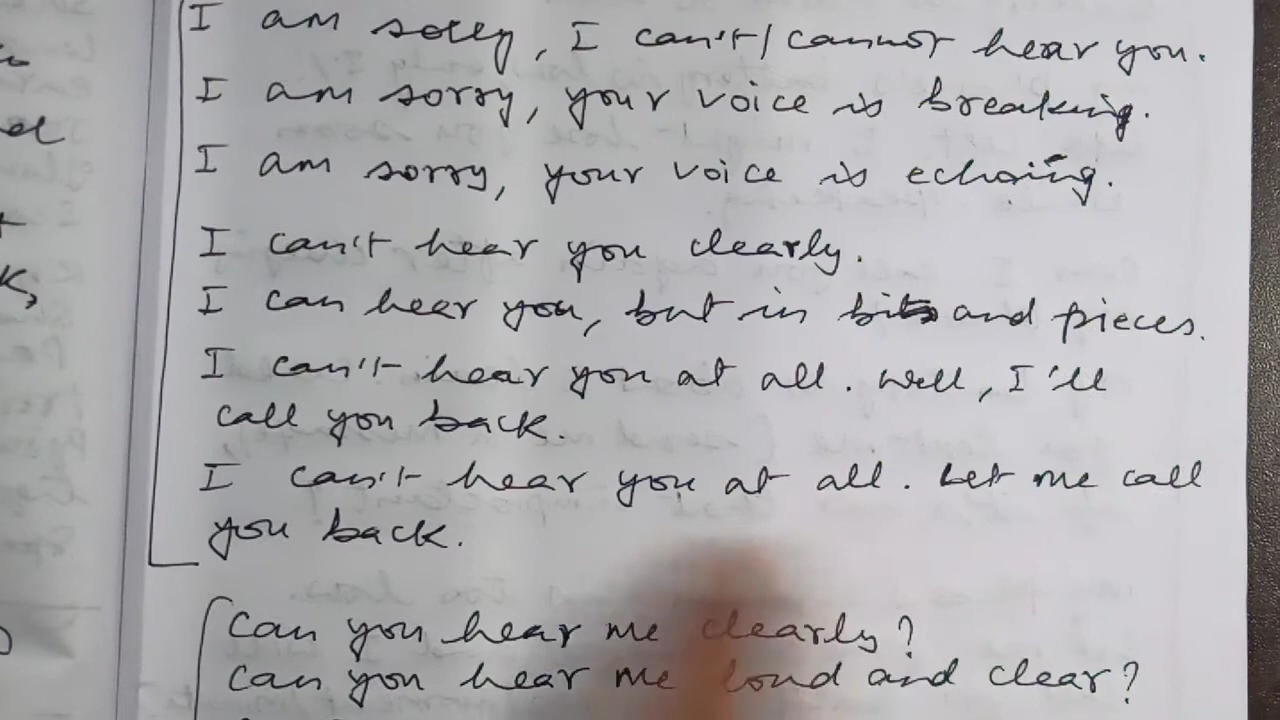 I am sorry, I can't/cannot hear you.
I am sorry, your voice is breaking.
I am sorry, your voice is echoing.
I can't hear you clearly.
I can hear you, but in bits and pieces.
I can't hear you at all. Well, I'll
call you back.
I can't hear you at all. Let me call
you back.
Can you hear me clearly?
Can you hear me loud and clear?